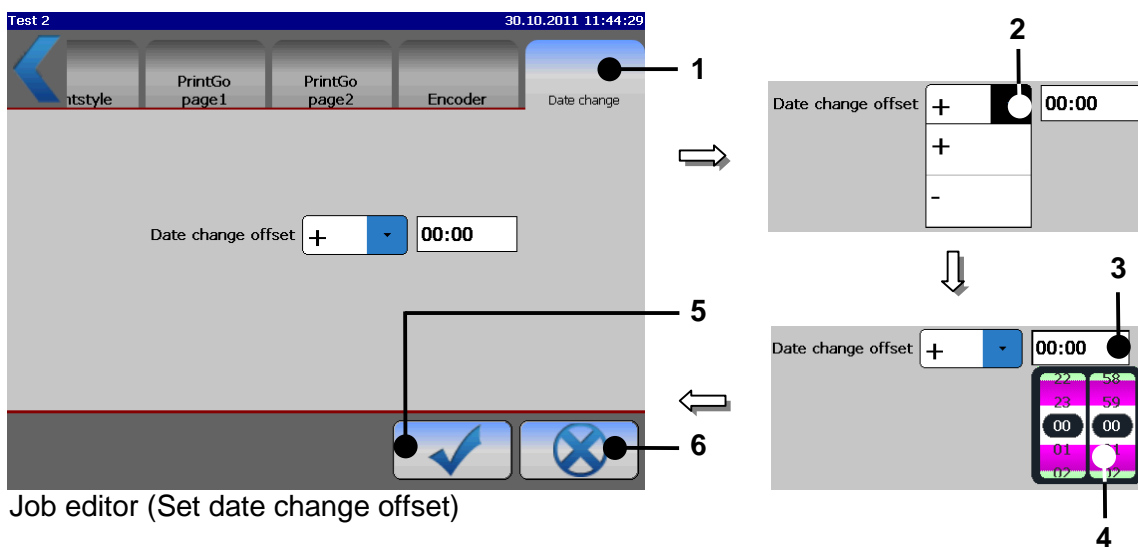 Test 2
30.10.2011 11:44:29
ntstyle
PrintGo
page1
PrintGo
page2
Encoder
Date change
1
Date change offset + 00:00
5
6
2
Date change offset + 00:00
+
-
3
Date change offset + 00:00
22 58
23 59
00 00
01 1
02 02
4
Job editor (Set date change offset)